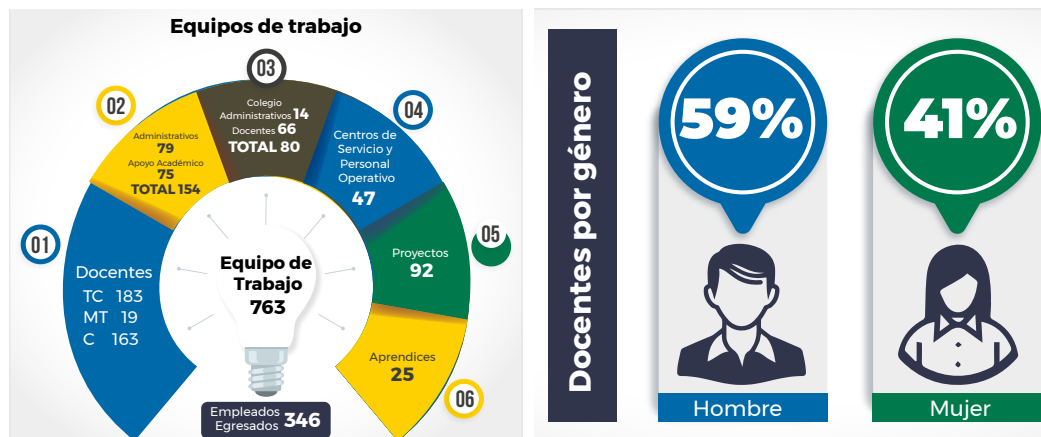 Equipos de trabajo
01
Docentes
TC 183
MT 19
C 163
02
Administrativos
79
Apoyo Académico
75
TOTAL 154
03
Colegio
Administrativos 14
Docentes 66
TOTAL 80
04
Centros de
Servicio y
Personal
Operativo
47
05
Proyectos
92
06
Aprendices
25
Equipo de
Trabajo
763
Empleados
Egresados 346
Docentes por género
59%
Hombre
41%
Mujer